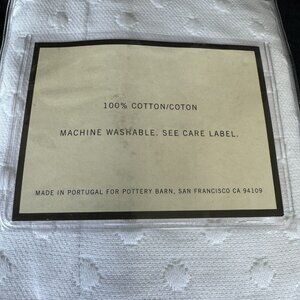 100% COTTON/COTON
MACHINE WASHABLE. SEE CARE LABEL.
MADE IN PORTUGAL FOR POTTERY BARN, SAN FRANCISCO CA 94109